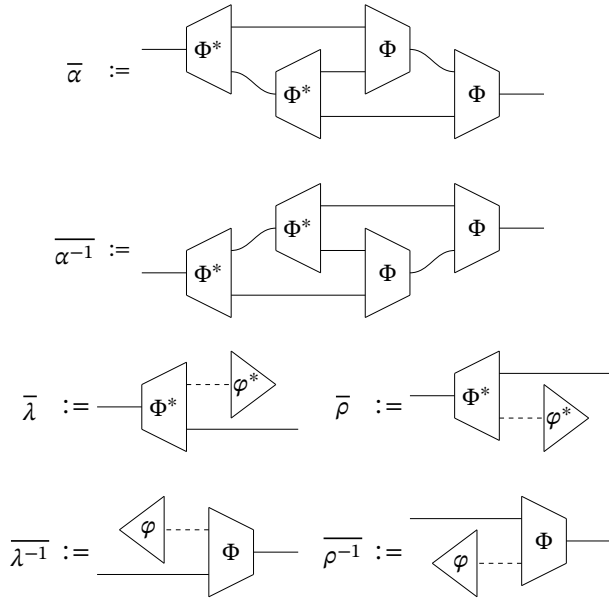 α̅ := Φ* Φ* Φ Φ
α⁻¹̅ := Φ* Φ* Φ Φ
λ̅ := Φ* φ* ρ̅ := Φ* φ*
λ⁻¹̅ := φ Φ ρ⁻¹̅ := φ Φ